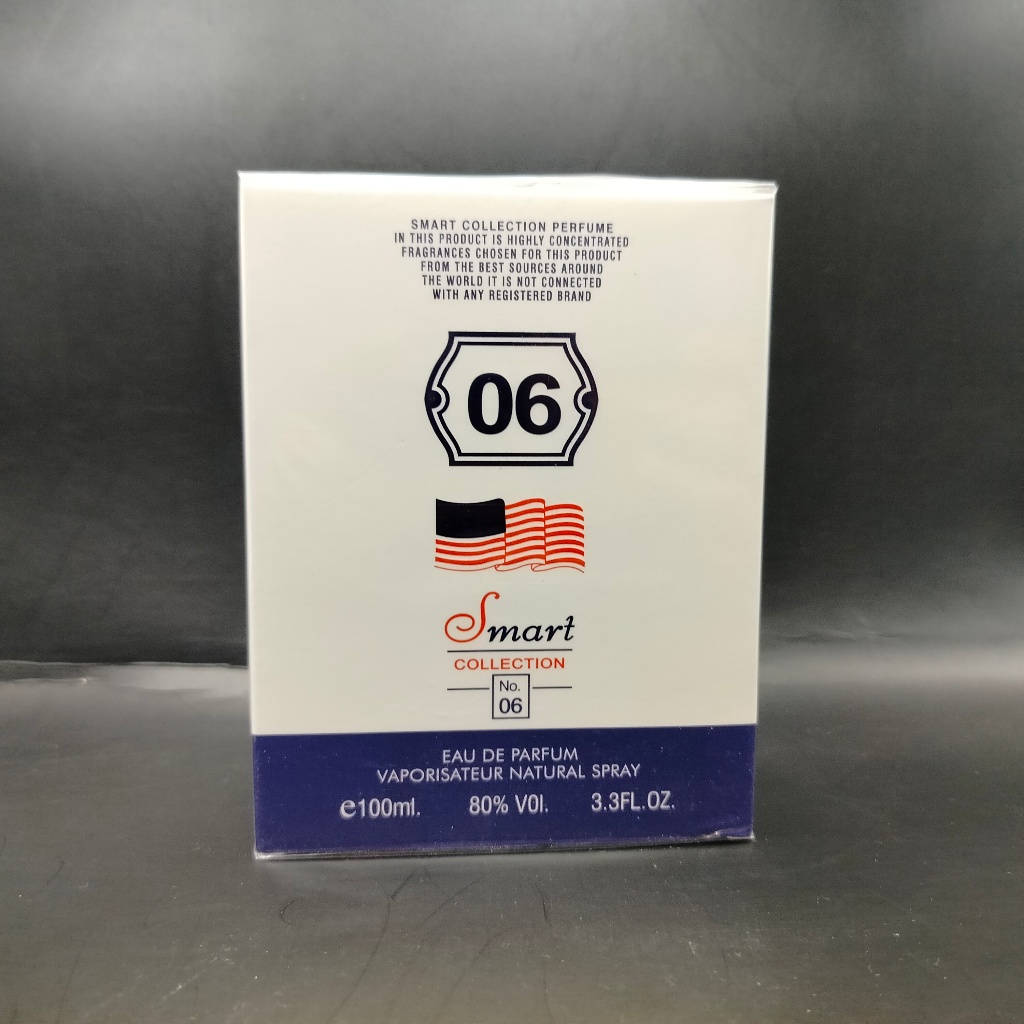 SMART COLLECTION PERFUME
IN THIS PRODUCT IS HIGHLY CONCENTRATED
FRAGRANCES CHOSEN FOR THIS PRODUCT
FROM THE BEST SOURCES AROUND
THE WORLD IT IS NOT CONNECTED
WITH ANY REGISTERED BRAND
06
Smart
COLLECTION
No.
06
EAU DE PARFUM
VAPORISATEUR NATURAL SPRAY
e100ml. 80% VOl. 3.3FL.OZ.